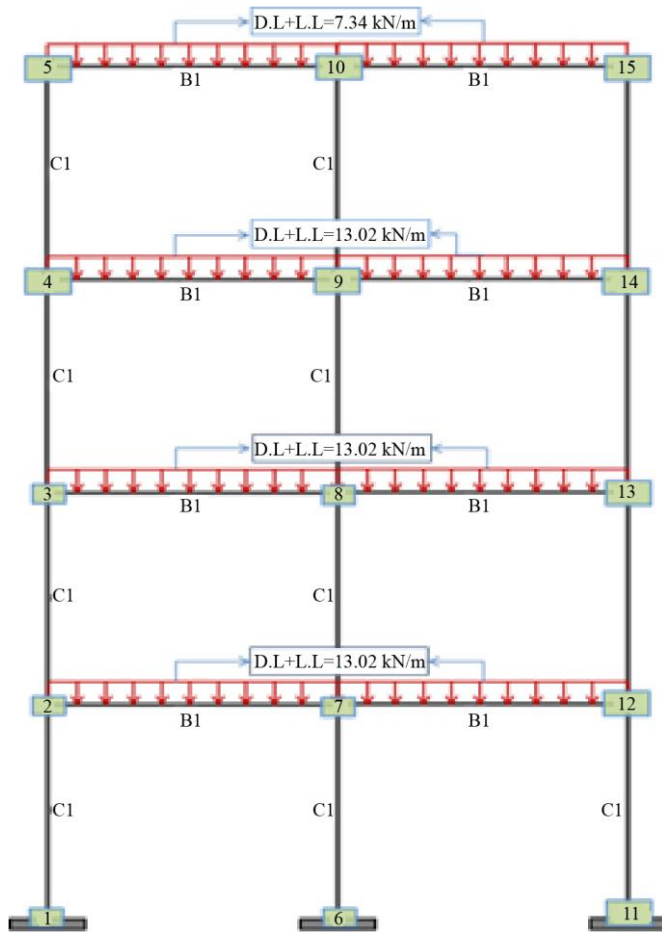 D.L+L.L=7.34 kN/m
5 10 15
B1 B1
C1 C1
D.L+L.L=13.02 kN/m
4 9 14
B1 B1
C1 C1
D.L+L.L=13.02 kN/m
3 8 13
B1 B1
C1 C1
D.L+L.L=13.02 kN/m
2 7 12
B1 B1
C1 C1 C1
1 6 11